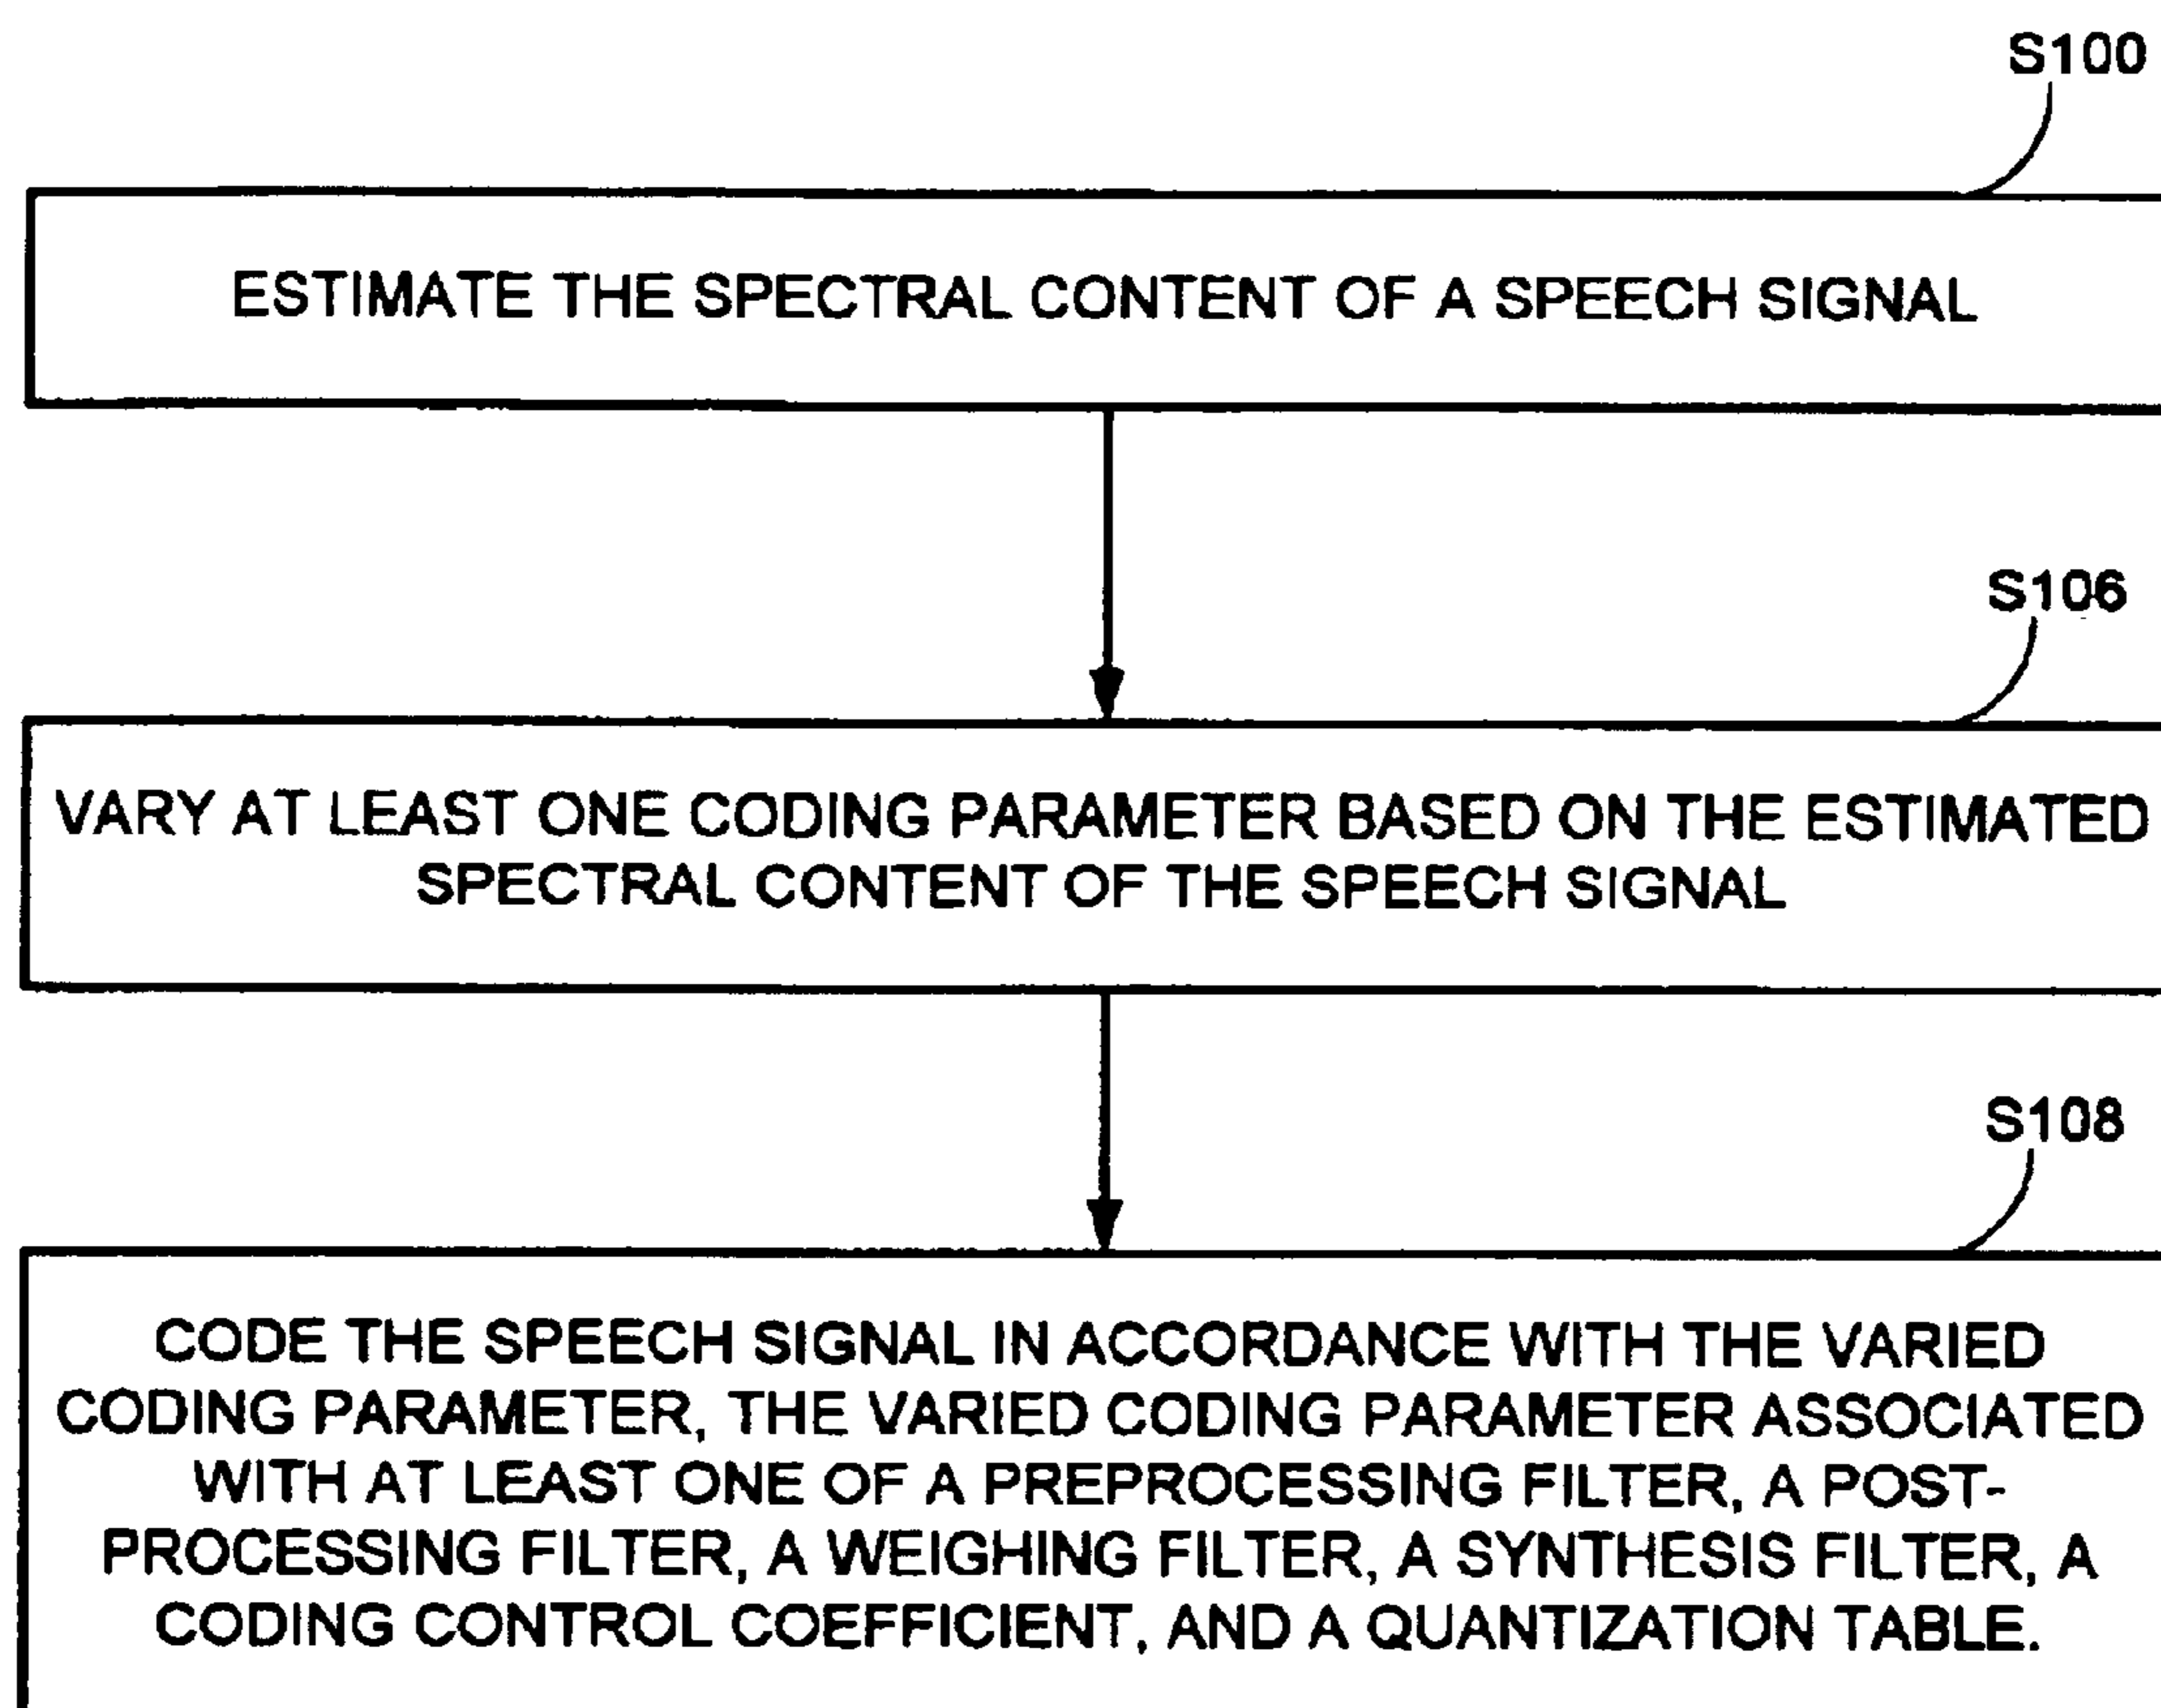 S100
ESTIMATE THE SPECTRAL CONTENT OF A SPEECH SIGNAL
S106
VARY AT LEAST ONE CODING PARAMETER BASED ON THE ESTIMATED
SPECTRAL CONTENT OF THE SPEECH SIGNAL
S108
CODE THE SPEECH SIGNAL IN ACCORDANCE WITH THE VARIED
CODING PARAMETER, THE VARIED CODING PARAMETER ASSOCIATED
WITH AT LEAST ONE OF A PREPROCESSING FILTER, A POST-
PROCESSING FILTER, A WEIGHING FILTER, A SYNTHESIS FILTER, A
CODING CONTROL COEFFICIENT, AND A QUANTIZATION TABLE.